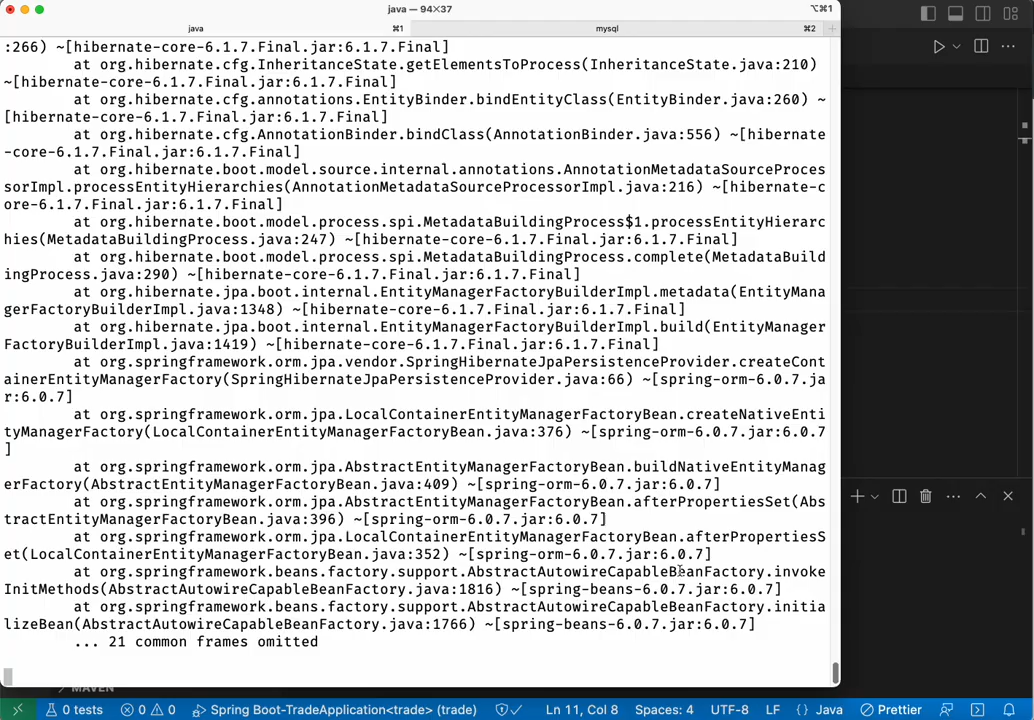 java — 94×37
⌥⌘1
java ⌘1
mysql ⌘2
:266) ~[hibernate-core-6.1.7.Final.jar:6.1.7.Final]
at org.hibernate.cfg.InheritanceState.getElementsToProcess(InheritanceState.java:210)
~[hibernate-core-6.1.7.Final.jar:6.1.7.Final]
at org.hibernate.cfg.annotations.EntityBinder.bindEntityClass(EntityBinder.java:260) ~
[hibernate-core-6.1.7.Final.jar:6.1.7.Final]
at org.hibernate.cfg.AnnotationBinder.bindClass(AnnotationBinder.java:556) ~[hibernate
-core-6.1.7.Final.jar:6.1.7.Final]
at org.hibernate.boot.model.source.internal.annotations.AnnotationMetadataSourceProces
sorImpl.processEntityHierarchies(AnnotationMetadataSourceProcessorImpl.java:216) ~[hibernate-c
ore-6.1.7.Final.jar:6.1.7.Final]
at org.hibernate.boot.model.process.spi.MetadataBuildingProcess$1.processEntityHierarc
hies(MetadataBuildingProcess.java:247) ~[hibernate-core-6.1.7.Final.jar:6.1.7.Final]
at org.hibernate.boot.model.process.spi.MetadataBuildingProcess.complete(MetadataBuild
ingProcess.java:290) ~[hibernate-core-6.1.7.Final.jar:6.1.7.Final]
at org.hibernate.jpa.boot.internal.EntityManagerFactoryBuilderImpl.metadata(EntityMana
gerFactoryBuilderImpl.java:1348) ~[hibernate-core-6.1.7.Final.jar:6.1.7.Final]
at org.hibernate.jpa.boot.internal.EntityManagerFactoryBuilderImpl.build(EntityManager
FactoryBuilderImpl.java:1419) ~[hibernate-core-6.1.7.Final.jar:6.1.7.Final]
at org.springframework.orm.jpa.vendor.SpringHibernateJpaPersistenceProvider.createCont
ainerEntityManagerFactory(SpringHibernateJpaPersistenceProvider.java:66) ~[spring-orm-6.0.7.ja
r:6.0.7]
at org.springframework.orm.jpa.LocalContainerEntityManagerFactoryBean.createNativeEnti
tyManagerFactory(LocalContainerEntityManagerFactoryBean.java:376) ~[spring-orm-6.0.7.jar:6.0.7
]
at org.springframework.orm.jpa.AbstractEntityManagerFactoryBean.buildNativeEntityManag
erFactory(AbstractEntityManagerFactoryBean.java:409) ~[spring-orm-6.0.7.jar:6.0.7]
at org.springframework.orm.jpa.AbstractEntityManagerFactoryBean.afterPropertiesSet(Abs
tractEntityManagerFactoryBean.java:396) ~[spring-orm-6.0.7.jar:6.0.7]
at org.springframework.orm.jpa.LocalContainerEntityManagerFactoryBean.afterPropertiesS
et(LocalContainerEntityManagerFactoryBean.java:352) ~[spring-orm-6.0.7.jar:6.0.7]
at org.springframework.beans.factory.support.AbstractAutowireCapableBeanFactory.invoke
InitMethods(AbstractAutowireCapableBeanFactory.java:1816) ~[spring-beans-6.0.7.jar:6.0.7]
at org.springframework.beans.factory.support.AbstractAutowireCapableBeanFactory.initia
lizeBean(AbstractAutowireCapableBeanFactory.java:1766) ~[spring-beans-6.0.7.jar:6.0.7]
... 21 common frames omitted
MAVEN
0 tests 0 0 Spring Boot-TradeApplication<trade> (trade) Ln 11, Col 8 Spaces: 4 UTF-8 LF {} Java Prettier